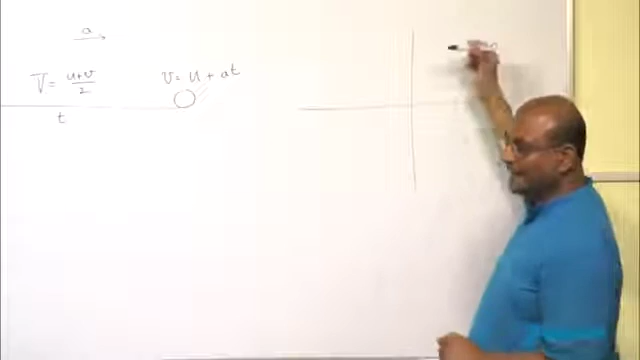 a
V̅ = (u+v)/2
v = u + at
t